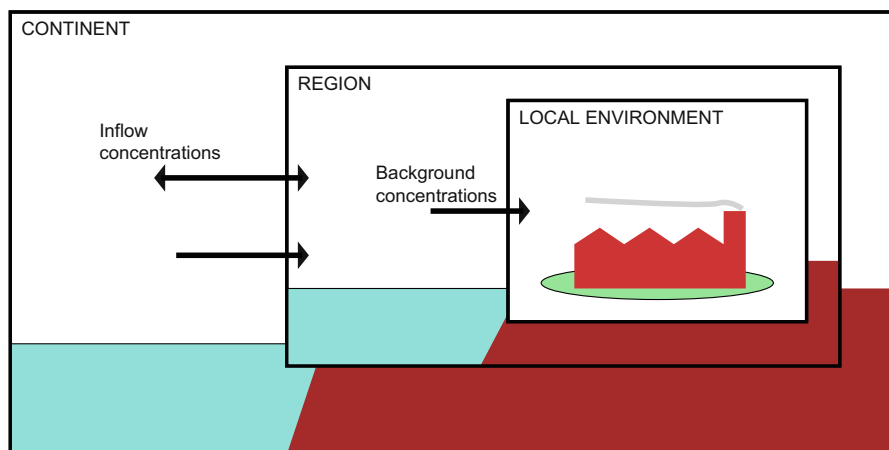 CONTINENT
REGION
LOCAL ENVIRONMENT
Inflow
concentrations
Background
concentrations